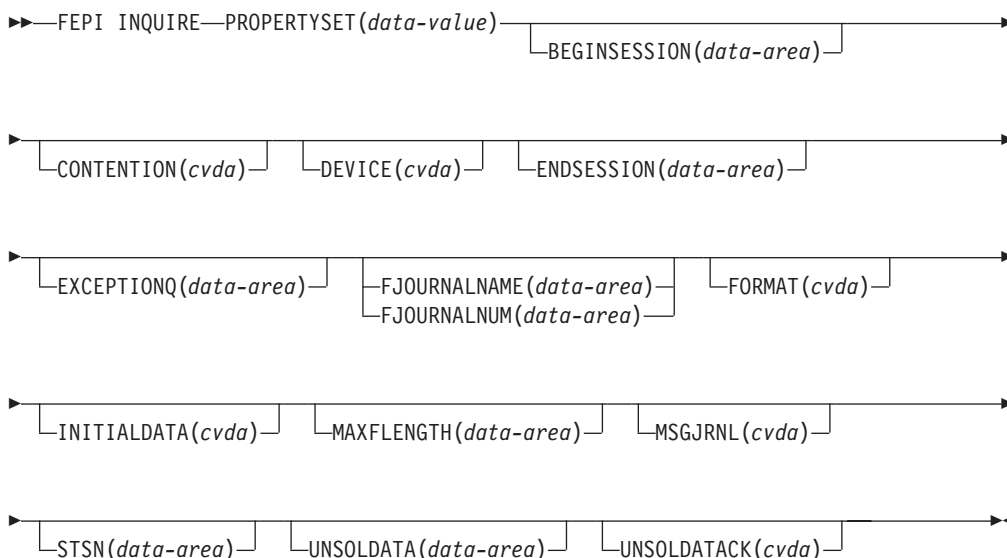 FEPI INQUIRE PROPERTYSET(data-value)
BEGINSESSION(data-area)
CONTENTION(cvda) DEVICE(cvda) ENDSESSION(data-area)
EXCEPTIONQ(data-area) FJOURNALNAME(data-area) FORMAT(cvda)
FJOURNALNUM(data-area)
INITIALDATA(cvda) MAXFLENGTH(data-area) MSGJRNL(cvda)
STSN(data-area) UNSOLDATA(data-area) UNSOLDATACK(cvda)